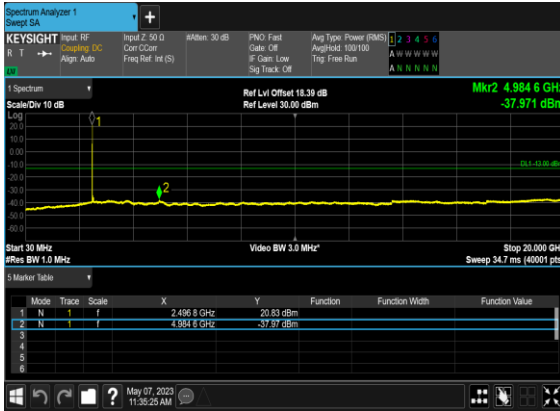 Spectrum Analyzer 1
Swept SA
+
KEYSIGHT Input: RF Input Z: 50 Ω #Atten: 30 dB PNO: Fast Avg Type: Power (RMS) 1 2 3 4 5 6
R T Coupling: DC Corr CCorr Gate: Off Avg|Hold: 100/100 A W W W W W
Align: Auto Freq Ref: Int (S) IF Gain: Low Trig: Free Run
Sig Track: Off A N N N N N
1 Spectrum Ref Lvl Offset 18.39 dB Mkr2 4.984 6 GHz
Scale/Div 10 dB Ref Level 30.00 dBm -37.971 dBm
Log
20.0
10.0
0.00
-10.0
DL1 -13.00 dBm
-20.0
-30.0
-40.0
-50.0
-60.0
1
2
Start 30 MHz Video BW 3.0 MHz* Stop 20.000 GHz
#Res BW 1.0 MHz Sweep 34.7 ms (40001 pts)
5 Marker Table
Mode Trace Scale X Y Function Function Width Function Value
1 N 1 f 2.496 8 GHz 20.83 dBm
2 N 1 f 4.984 6 GHz -37.97 dBm
3
4
5
6
? May 07, 2023
11:35:25 AM